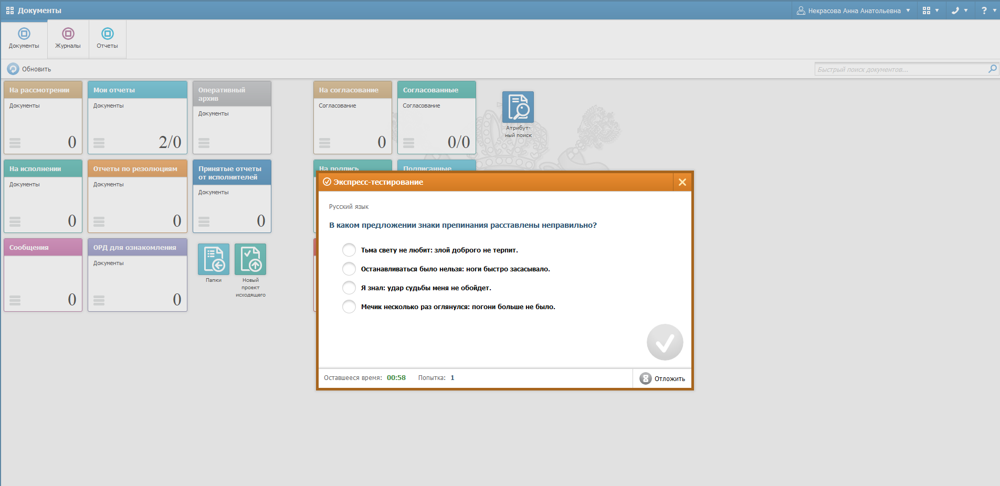 Документы
Некрасова Анна Анатольевна
?
Документы
Журналы
Отчеты
Обновить
Быстрый поиск документов...
На рассмотрении
Документы
0
Мои отчеты
Документы
2/0
Оперативный
архив
Документы
На согласование
Согласование
0
Согласованные
Согласование
0/0
Атрибут-
ный поиск
На исполнении
Документы
0
Отчеты по резолюциям
Документы
0
Принятые отчеты
от исполнителей
Документы
0
На подпись
Подписанные
Сообщения
0
ОРД для ознакомления
Документы
0
Папки
Новый
проект
исходящего
Экспресс-тестирование
Русский язык
В каком предложении знаки препинания расставлены неправильно?
Тьма свету не любит: злой доброго не терпит.
Останавливаться было нельзя: ноги быстро засасывало.
Я знал: удар судьбы меня не обойдет.
Мечик несколько раз оглянулся: погони больше не было.
Оставшееся время: 00:58 Попытка: 1
Отложить